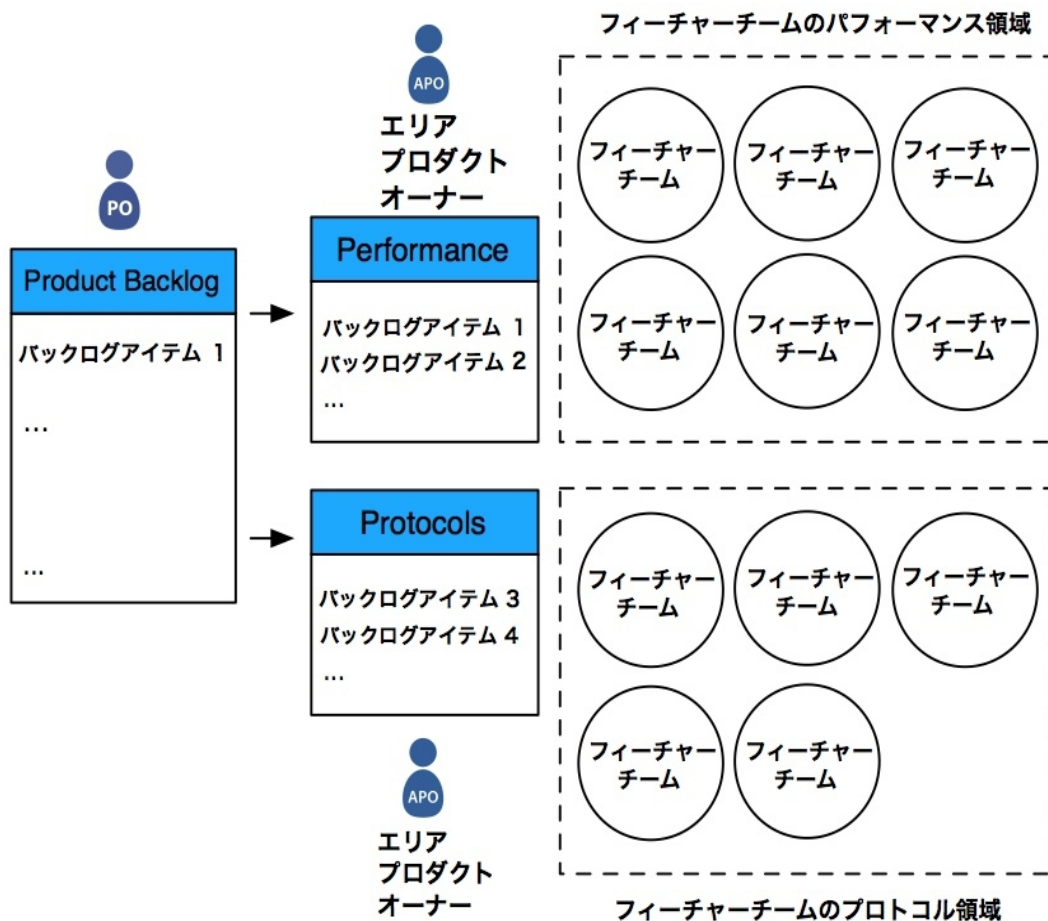 フィーチャーチームのパフォーマンス領域
APO
エリア
プロダクト
オーナー
PO
Product Backlog
バックログアイテム 1
...
...
Performance
バックログアイテム 1
バックログアイテム 2
...
フィーチャー
チーム
フィーチャー
チーム
フィーチャー
チーム
フィーチャー
チーム
フィーチャー
チーム
フィーチャー
チーム
Protocols
バックログアイテム 3
バックログアイテム 4
...
APO
エリア
プロダクト
オーナー
フィーチャー
チーム
フィーチャー
チーム
フィーチャー
チーム
フィーチャー
チーム
フィーチャー
チーム
フィーチャーチームのプロトコル領域